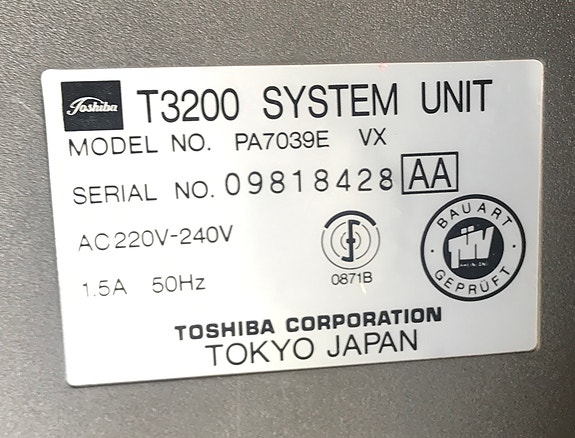 Toshiba T3200 SYSTEM UNIT
MODEL NO. PA7039E VX
SERIAL NO. 09818428 AA
AC 220V-240V
1.5A 50Hz
0871B
BAUART
TÜV
GEPRÜFT
TOSHIBA CORPORATION
TOKYO JAPAN